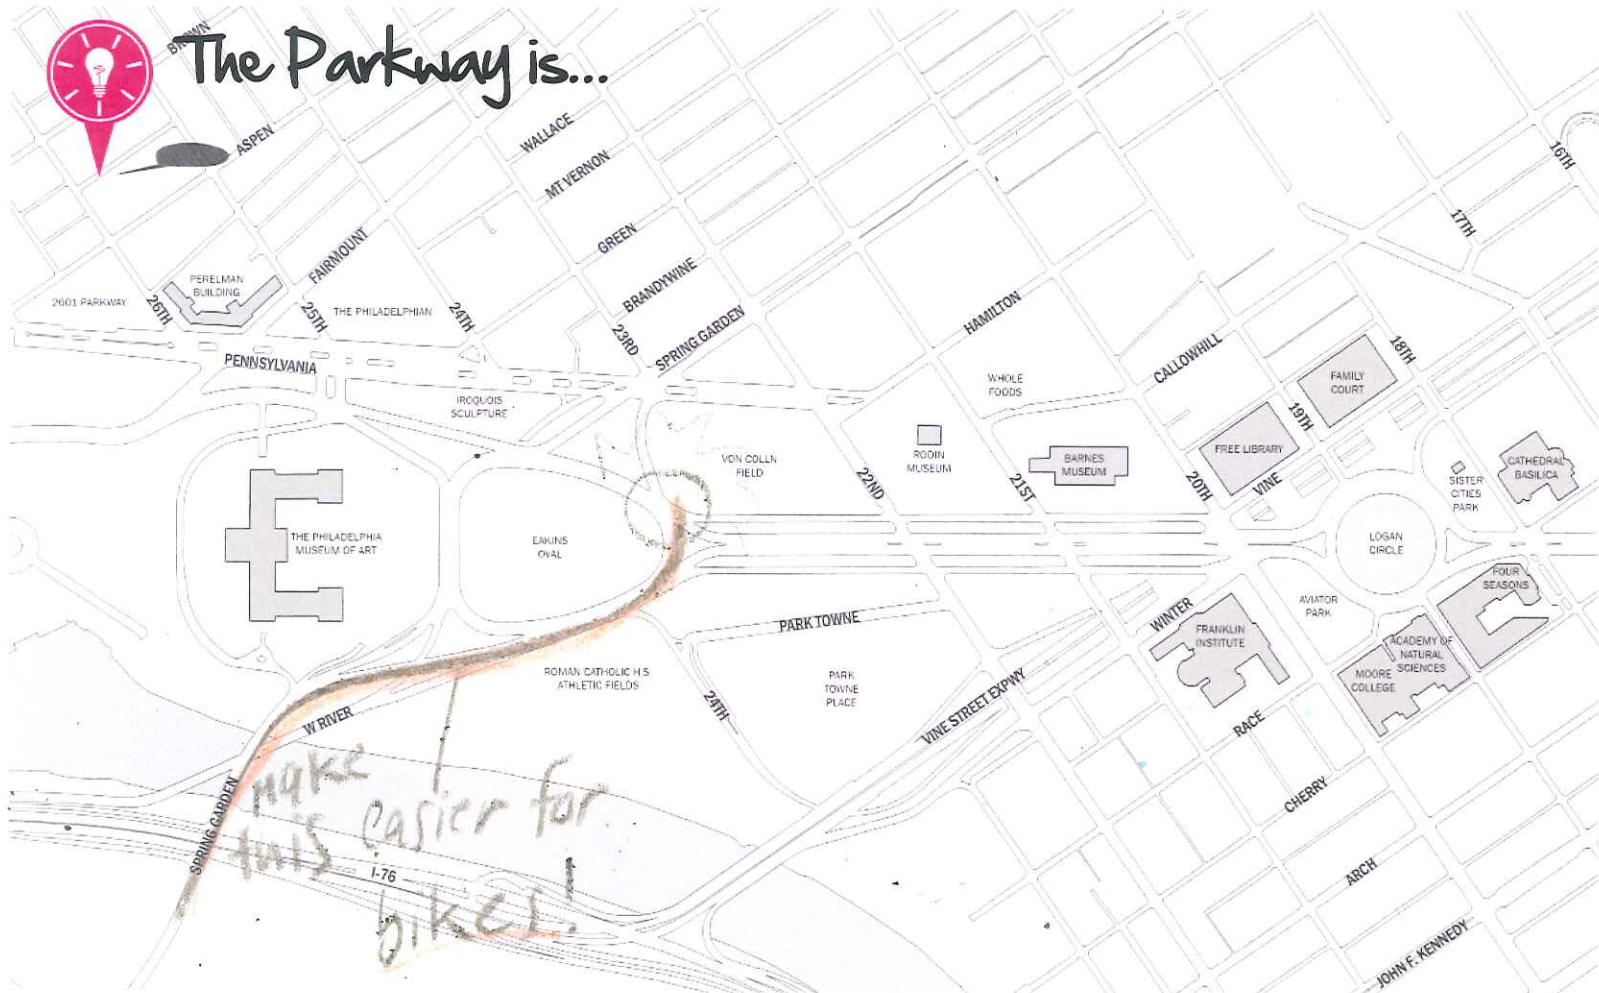 The Parkway is...
BROWN
ASPEN
WALLACE
MT VERNON
GREEN
BRANDYWINE
SPRING GARDEN
FAIRMOUNT
HAMILTON
CALLOWHILL
16TH
17TH
18TH
19TH
20TH
21ST
22ND
23RD
24TH
25TH
26TH
2601 PARKWAY
PERELMAN
BUILDING
THE PHILADELPHIAN
PENNSYLVANIA
IROQUOIS
SCULPTURE
WHOLE
FOODS
FAMILY
COURT
FREE LIBRARY
VINE
VON COLLN
FIELD
RODIN
MUSEUM
BARNES
MUSEUM
SISTER
CITIES
PARK
CATHEDRAL
BASILICA
THE PHILADELPHIA
MUSEUM OF ART
EAKINS
OVAL
LOGAN
CIRCLE
FOUR
SEASONS
AVIATOR
PARK
WINTER
FRANKLIN
INSTITUTE
ACADEMY OF
NATURAL
SCIENCES
MOORE
COLLEGE
PARK TOWNE
ROMAN CATHOLIC H.S
ATHLETIC FIELDS
PARK
TOWNE
PLACE
24TH
W RIVER
VINE STREET EXPWY
RACE
CHERRY
ARCH
JOHN F. KENNEDY
SPRING GARDEN
I-76
make
this easier for
bikes!